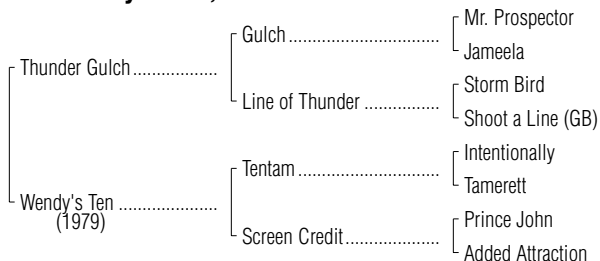 Mr. Prospector
Gulch
Jameela
Thunder Gulch
Storm Bird
Line of Thunder
Shoot a Line (GB)
Intentionally
Tentam
Tamerett
Wendy's Ten
(1979)
Prince John
Screen Credit
Added Attraction